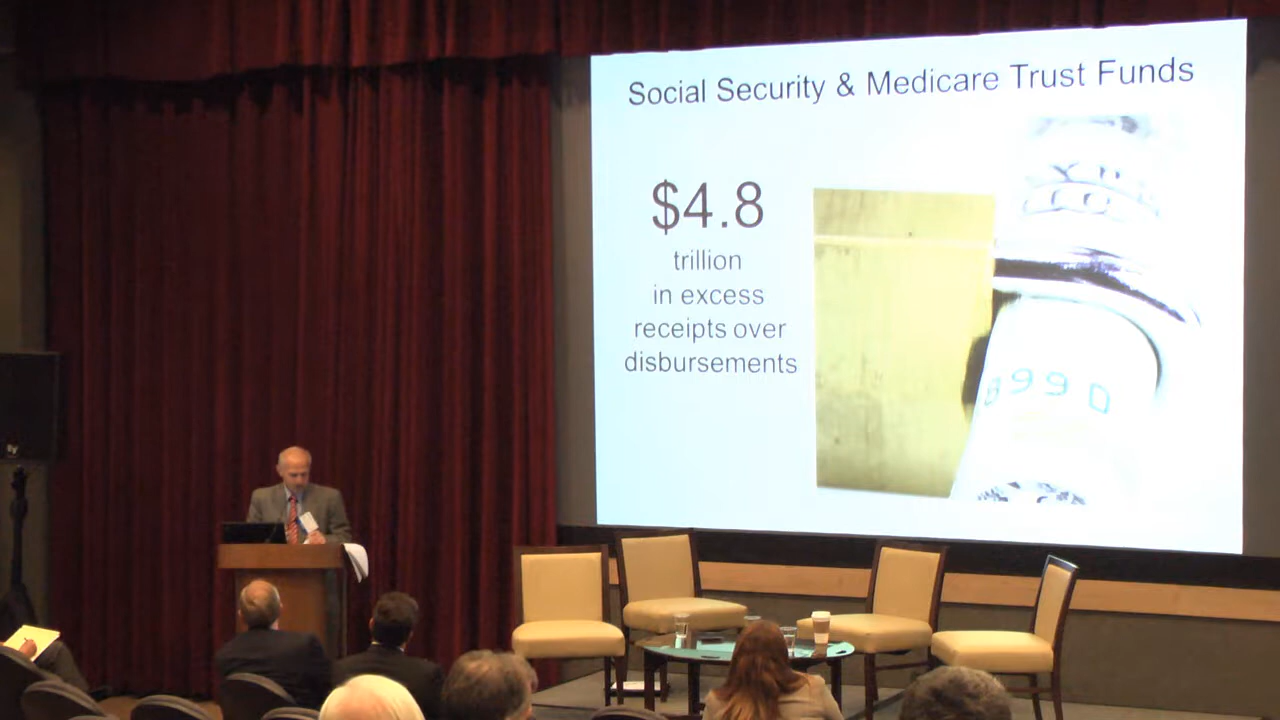 Social Security & Medicare Trust Funds
$4.8
trillion
in excess
receipts over
disbursements